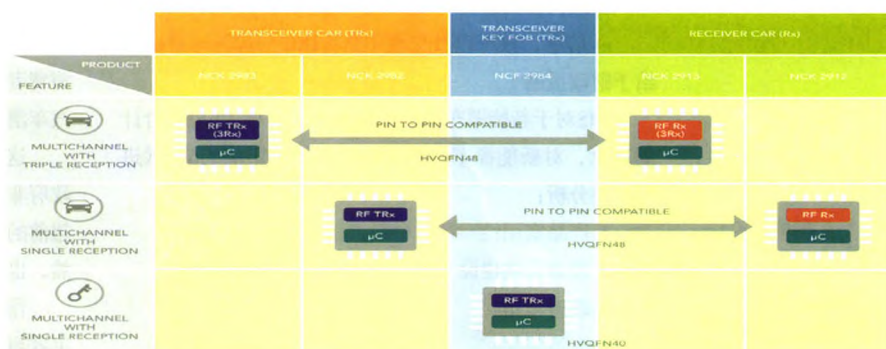 TRANSCEIVER CAR (TRx)
TRANSCEIVER
KEY FOB (TRx)
RECEIVER CAR (Rx)
PRODUCT
FEATURE
NCK 2983
NCK 2982
NCF 2984
NCK 2913
NCK 2912
MULTICHANNEL
WITH
TRIPLE RECEPTION
RF TRx
(3Rx)
µC
PIN TO PIN COMPATIBLE
HVQFN48
RF Rx
(3Rx)
µC
MULTICHANNEL
WITH
SINGLE RECEPTION
RF TRx
µC
PIN TO PIN COMPATIBLE
HVQFN48
RF Rx
µC
MULTICHANNEL
WITH
SINGLE RECEPTION
RF TRx
µC
HVQFN40